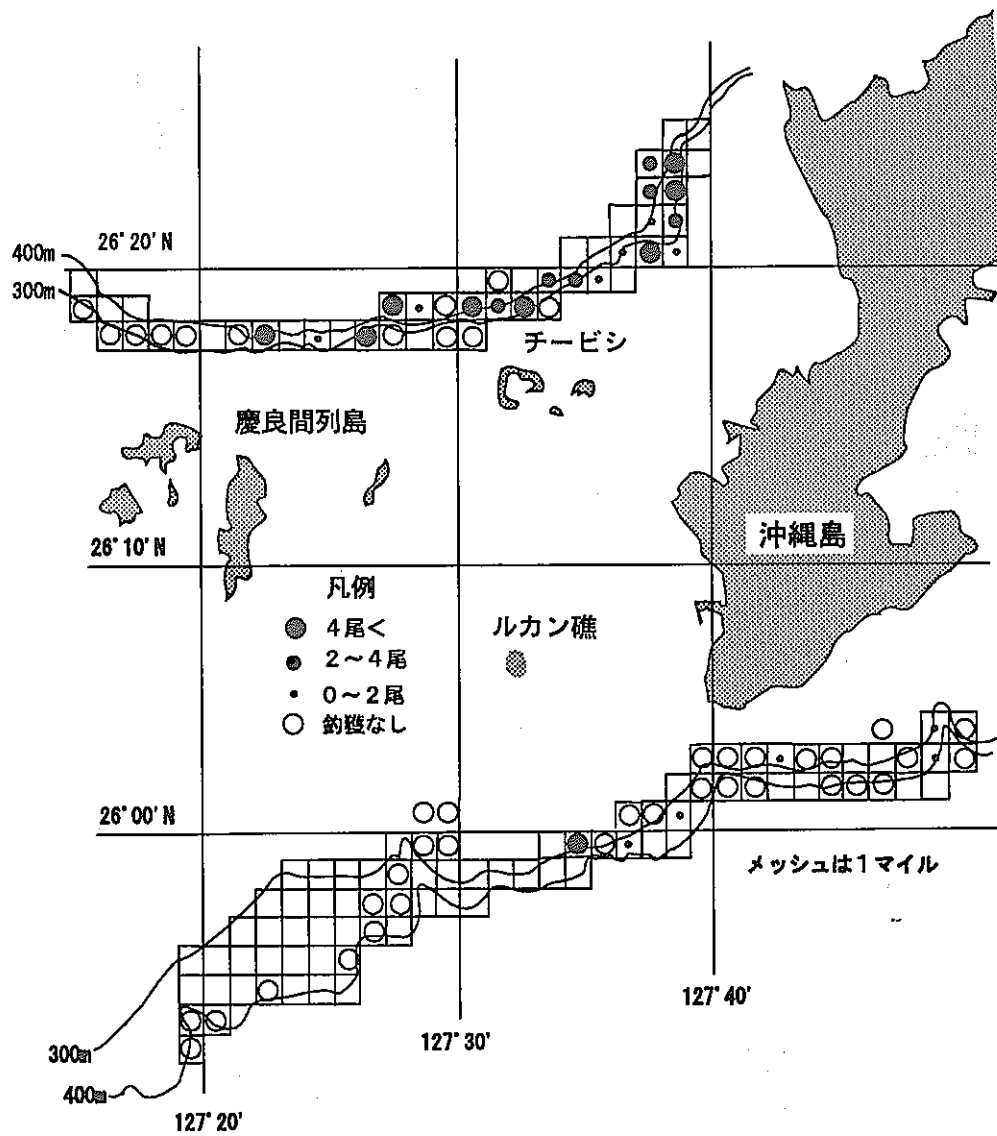 26°20'N
400m
300m
チービシ
慶良間列島
26°10'N
沖縄島
凡例
4尾<
2～4尾
0～2尾
釣獲なし
ルカン礁
26°00'N
メッシュは1マイル
127°40'
127°30'
300m
400m
127°20'